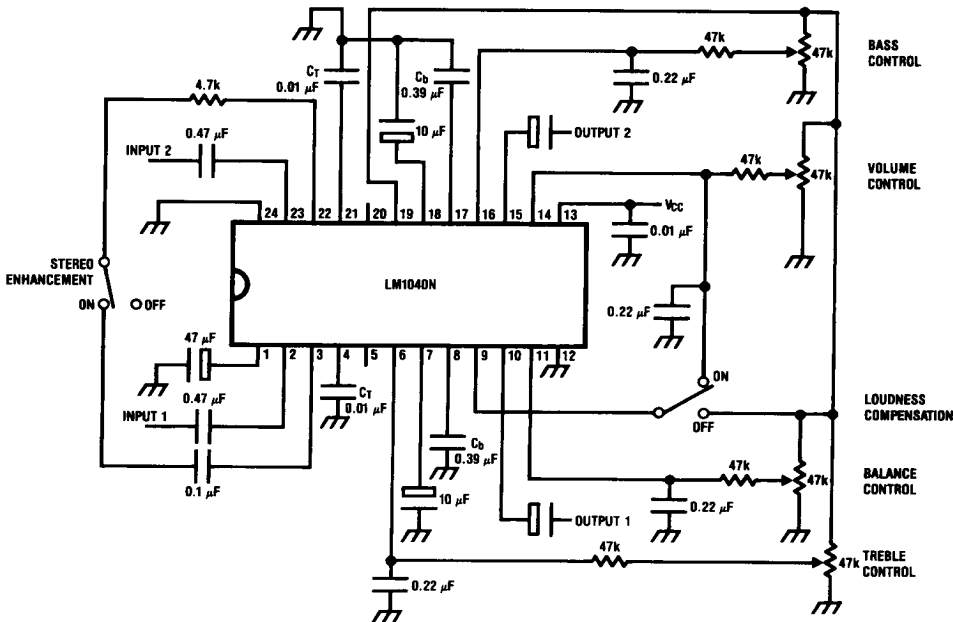 47k
47k
BASS
CONTROL
0.22 µF
CT
0.01 µF
Cb
0.39 µF
4.7k
10 µF
OUTPUT 2
0.47 µF
INPUT 2
47k
47k
VOLUME
CONTROL
VCC
0.01 µF
24 23 22 21 20 19 18 17 16 15 14 13
STEREO
ENHANCEMENT
ON
OFF
LM1040N
0.22 µF
47 µF
1 2 3 4 5 6 7 8 9 10 11 12
ON
OFF
LOUDNESS
COMPENSATION
0.47 µF
INPUT 1
CT
0.01 µF
0.1 µF
Cb
0.39 µF
10 µF
OUTPUT 1
47k
47k
BALANCE
CONTROL
0.22 µF
47k
47k
TREBLE
CONTROL
0.22 µF